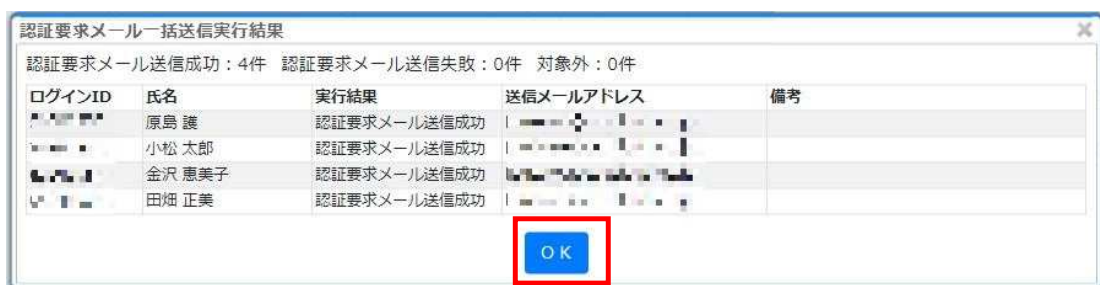 認証要求メール一括送信実行結果
認証要求メール送信成功：4件 認証要求メール送信失敗：0件 対象外：0件
ログインID 氏名 実行結果 送信メールアドレス 備考
原島 護 認証要求メール送信成功
小松 太郎 認証要求メール送信成功
金沢 恵美子 認証要求メール送信成功
田畑 正美 認証要求メール送信成功
ＯＫ